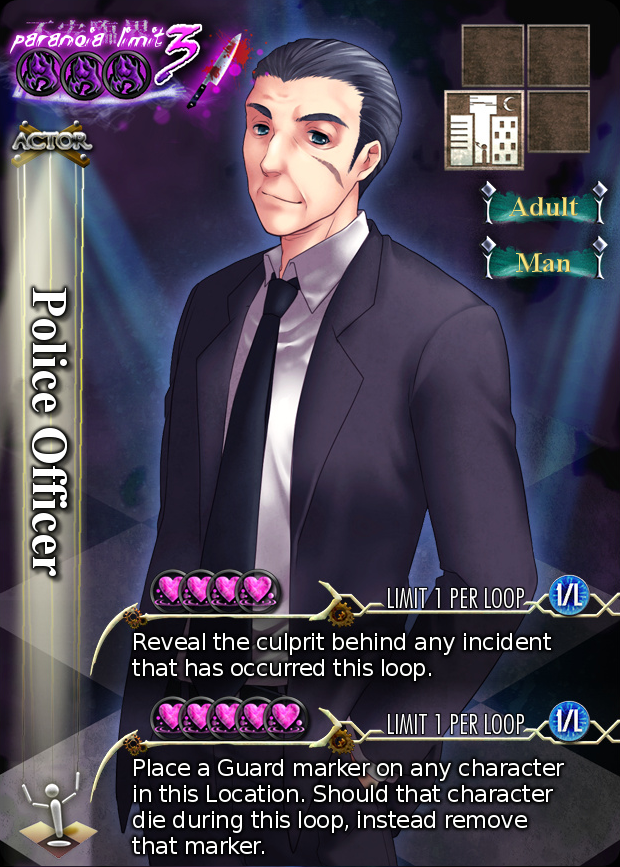 paranoia limit 3
ACTOR
Adult
Man
Police Officer
LIMIT 1 PER LOOP 1/L
Reveal the culprit behind any incident
that has occurred this loop.
LIMIT 1 PER LOOP 1/L
Place a Guard marker on any character
in this Location. Should that character
die during this loop, instead remove
that marker.